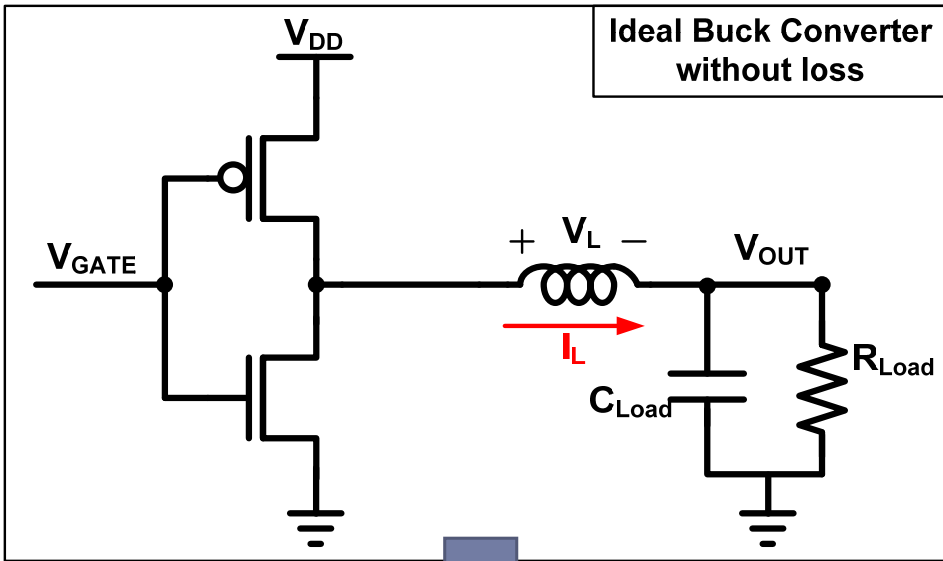 Ideal Buck Converter
without loss
VDD
VGATE
+ VL −
VOUT
IL
CLoad
RLoad